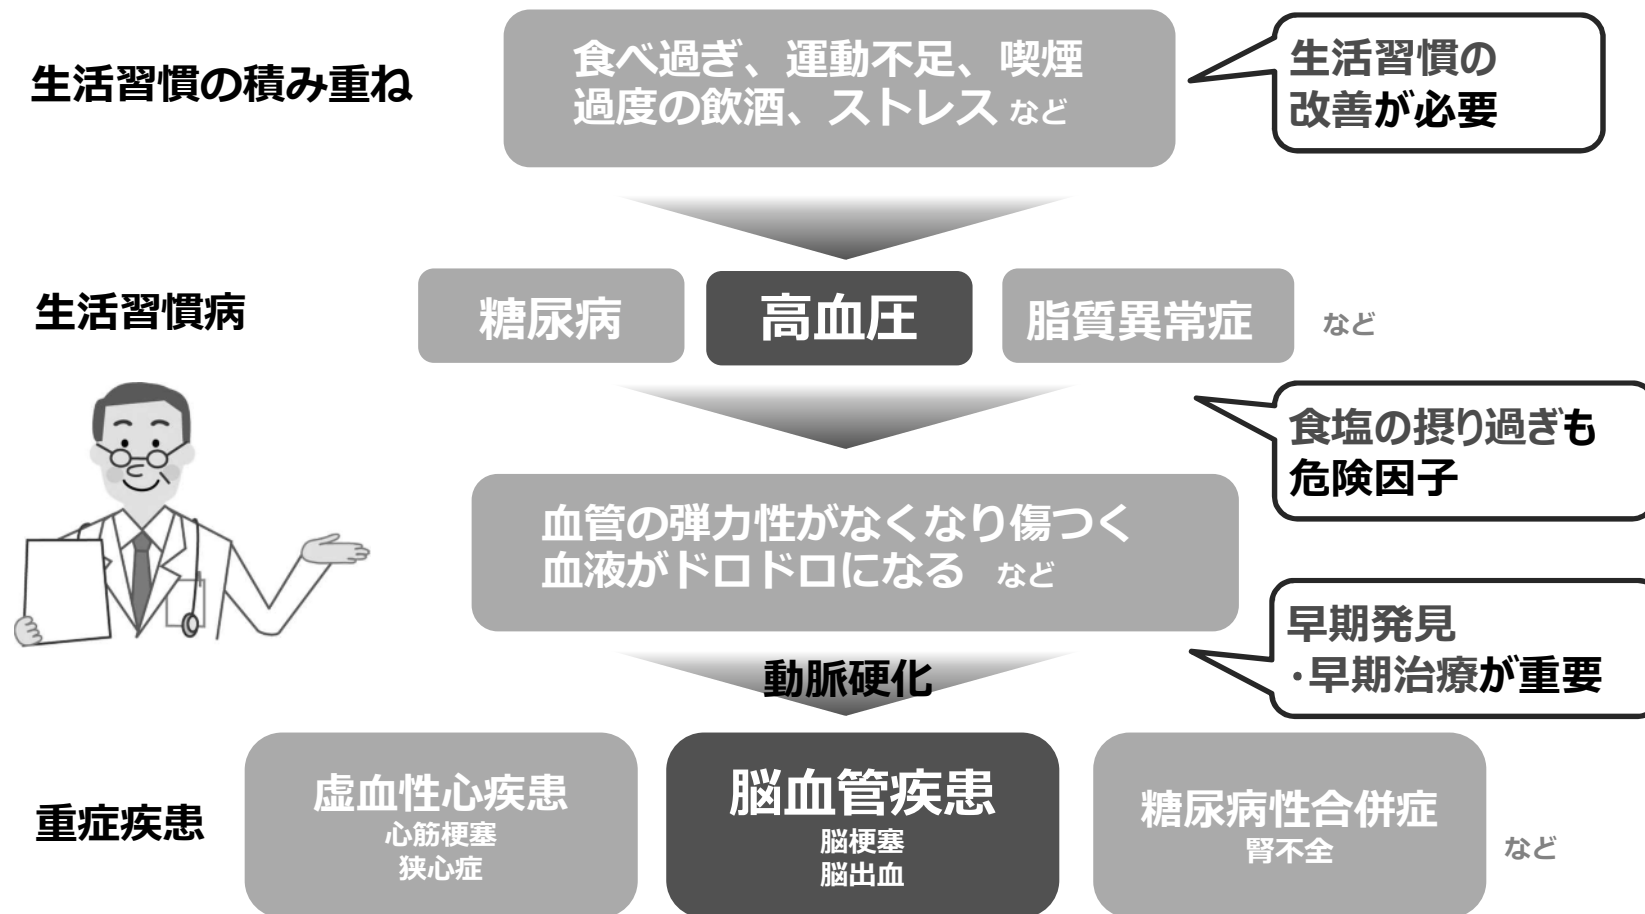 生活習慣の積み重ね
食べ過ぎ、運動不足、喫煙
過度の飲酒、ストレス など
生活習慣の
改善が必要
生活習慣病
糖尿病
高血圧
脂質異常症
など
食塩の摂り過ぎも
危険因子
血管の弾力性がなくなり傷つく
血液がドロドロになる など
早期発見
・早期治療が重要
動脈硬化
重症疾患
虚血性心疾患
心筋梗塞
狭心症
脳血管疾患
脳梗塞
脳出血
糖尿病性合併症
腎不全
など